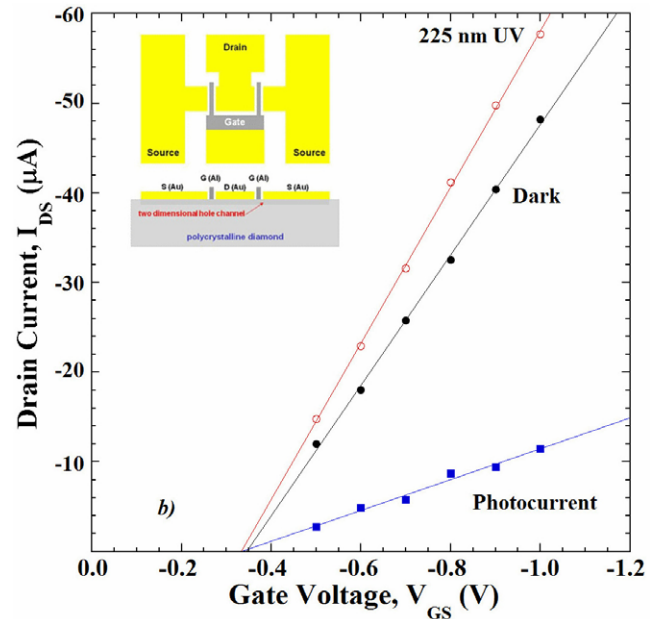 -60
-50
-40
-30
-20
-10
Drain Current, I_DS (µA)
225 nm UV
Dark
Photocurrent
b)
Drain
Gate
Source Source
G (Al) G (Al)
S (Au) D (Au) S (Au)
two dimensional hole channel
polycrystalline diamond
0.0 -0.2 -0.4 -0.6 -0.8 -1.0 -1.2
Gate Voltage, V_GS (V)